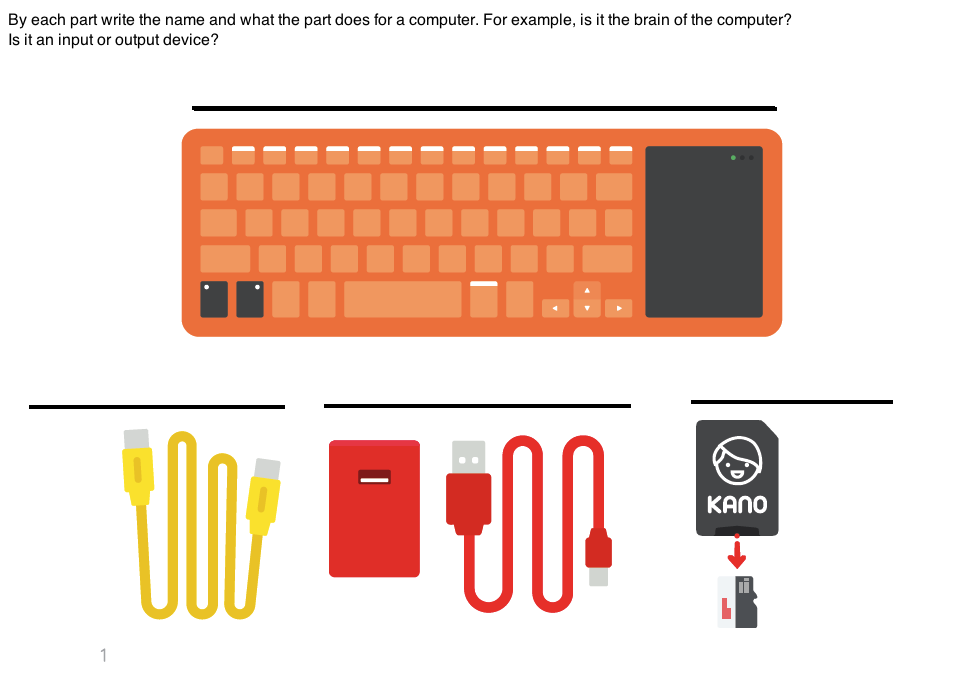 By each part write the name and what the part does for a computer. For example, is it the brain of the computer?
Is it an input or output device?
KANO
1